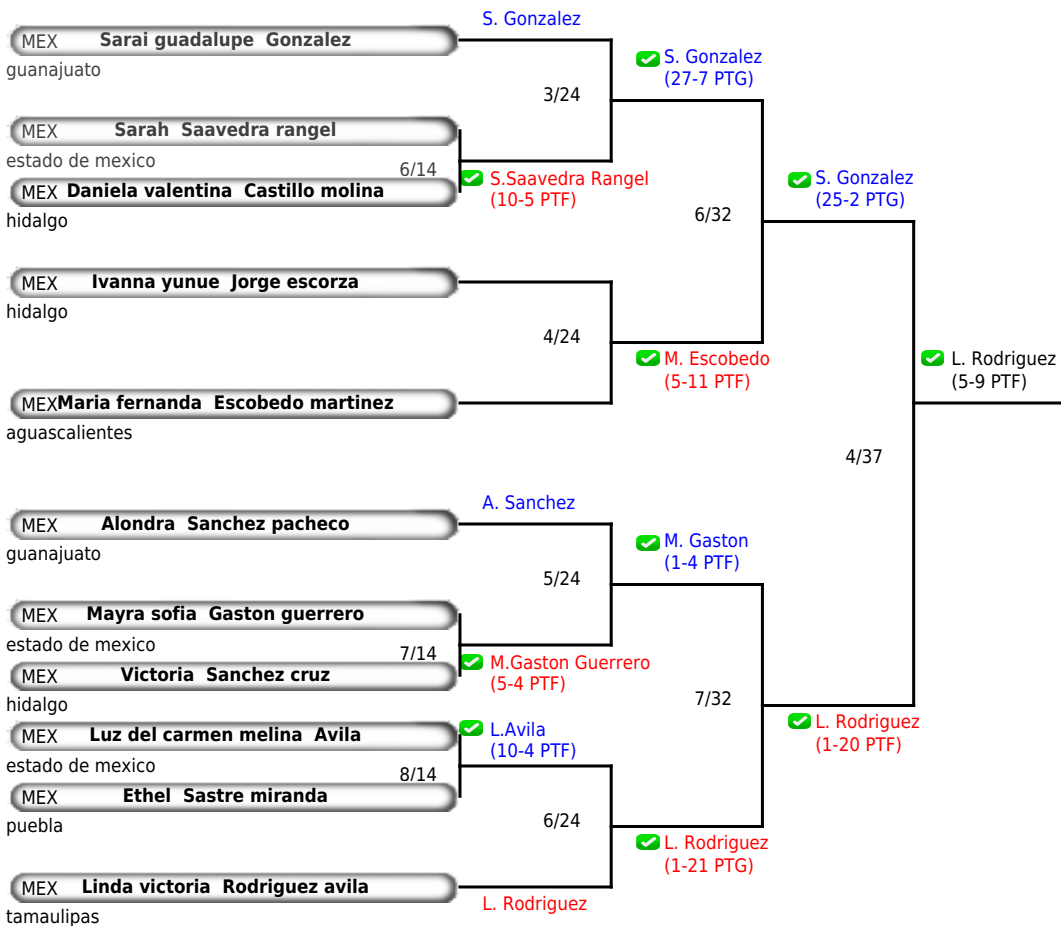 S. Gonzalez
MEX Sarai guadalupe Gonzalez
guanajuato
S. Gonzalez
(27-7 PTG)
3/24
MEX Sarah Saavedra rangel
estado de mexico
6/14
S.Saavedra Rangel
(10-5 PTF)
MEX Daniela valentina Castillo molina
hidalgo
S. Gonzalez
(25-2 PTG)
6/32
MEX Ivanna yunue Jorge escorza
hidalgo
4/24
M. Escobedo
(5-11 PTF)
L. Rodriguez
(5-9 PTF)
MEX Maria fernanda Escobedo martinez
aguascalientes
4/37
A. Sanchez
MEX Alondra Sanchez pacheco
guanajuato
M. Gaston
(1-4 PTF)
5/24
MEX Mayra sofia Gaston guerrero
estado de mexico
7/14
M.Gaston Guerrero
(5-4 PTF)
MEX Victoria Sanchez cruz
hidalgo
7/32
L. Rodriguez
(1-20 PTF)
MEX Luz del carmen melina Avila
L.Avila
(10-4 PTF)
estado de mexico
8/14
MEX Ethel Sastre miranda
puebla
6/24
L. Rodriguez
(1-21 PTG)
MEX Linda victoria Rodriguez avila
L. Rodriguez
tamaulipas